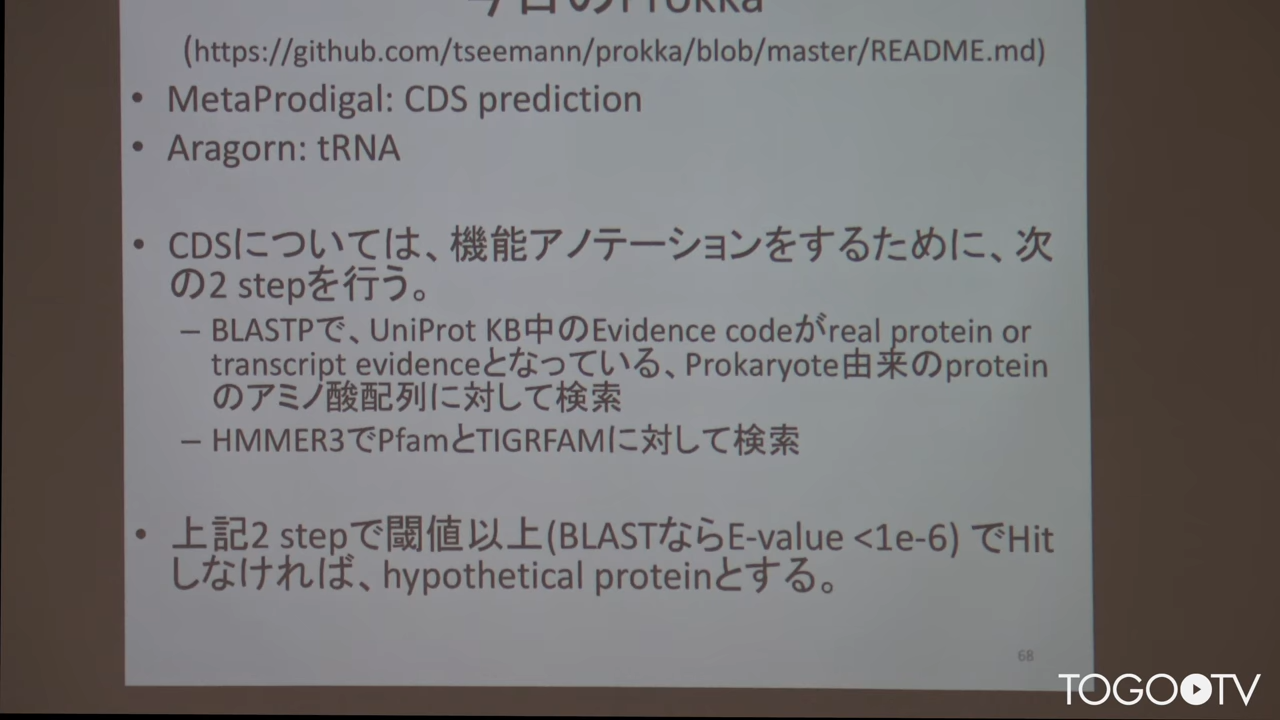 今日のProkka
(https://github.com/tseemann/prokka/blob/master/README.md)
• MetaProdigal: CDS prediction
• Aragorn: tRNA
• CDSについては、機能アノテーションをするために、次
の2 stepを行う。
– BLASTPで、UniProt KB中のEvidence codeがreal protein or
transcript evidenceとなっている、Prokaryote由来のprotein
のアミノ酸配列に対して検索
– HMMER3でPfamとTIGRFAMに対して検索
• 上記2 stepで閾値以上(BLASTならE-value <1e-6) でHit
しなければ、hypothetical proteinとする。
68
TOGOTV